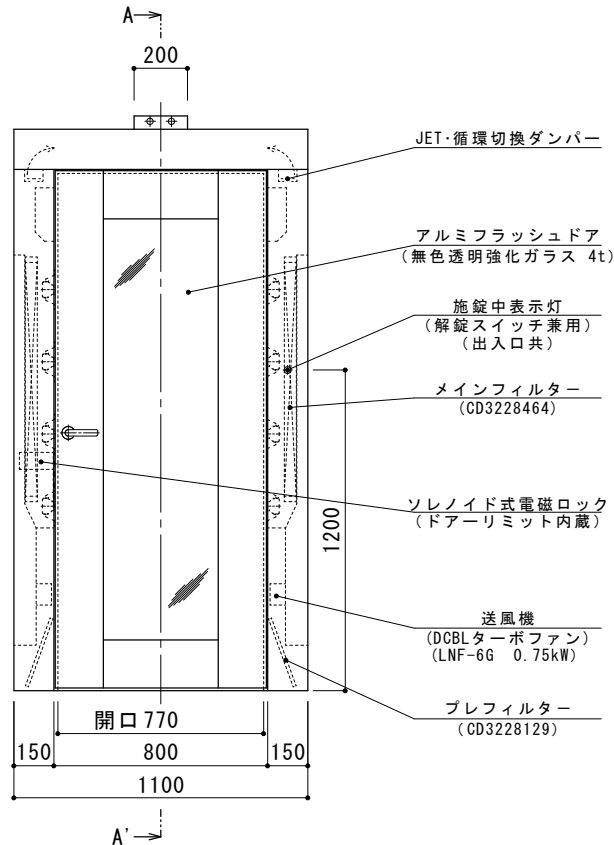 A
200
JET・循環切換ダンパー
アルミフラッシュドア
(無色透明強化ガラス 4t)
施錠中表示灯
(解錠スイッチ兼用)
(出入口共)
メインフィルター
(CD3228464)
ソレノイド式電磁ロック
(ドアーリミット内蔵)
1200
送風機
(DCBLターボファン)
(LNF-6G 0.75kW)
プレフィルター
(CD3228129)
開口770
150
800
150
1100
A'